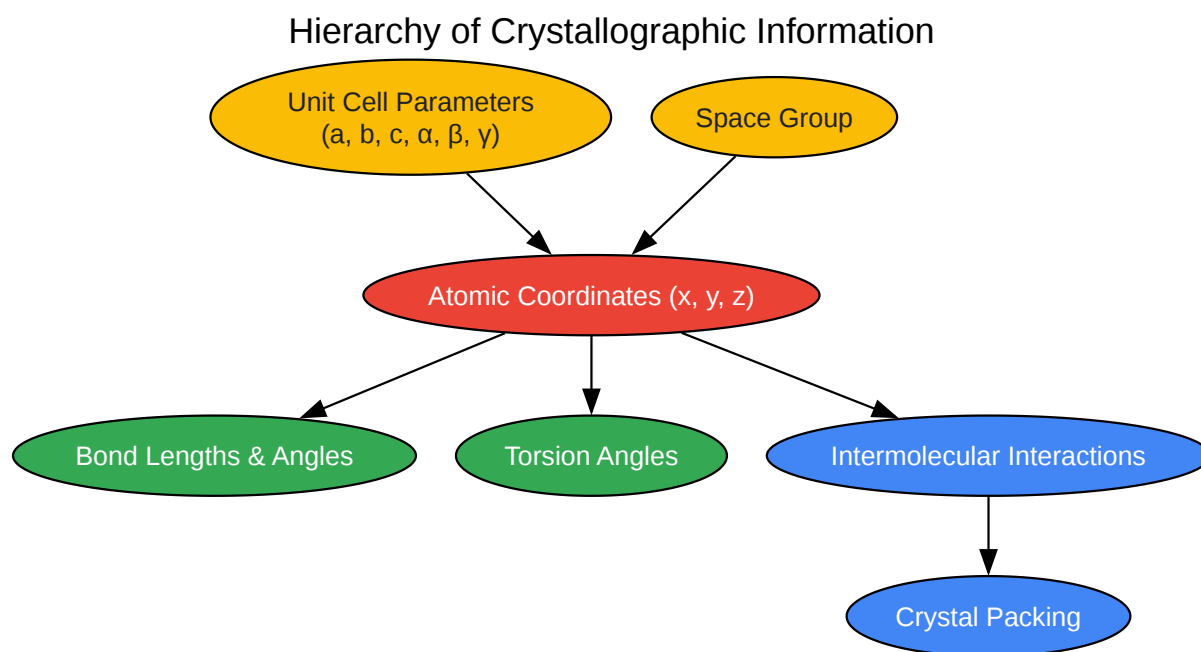 Hierarchy of Crystallographic Information
Unit Cell Parameters
(a, b, c, α, β, γ)
Space Group
Atomic Coordinates (x, y, z)
Bond Lengths & Angles
Torsion Angles
Intermolecular Interactions
Crystal Packing